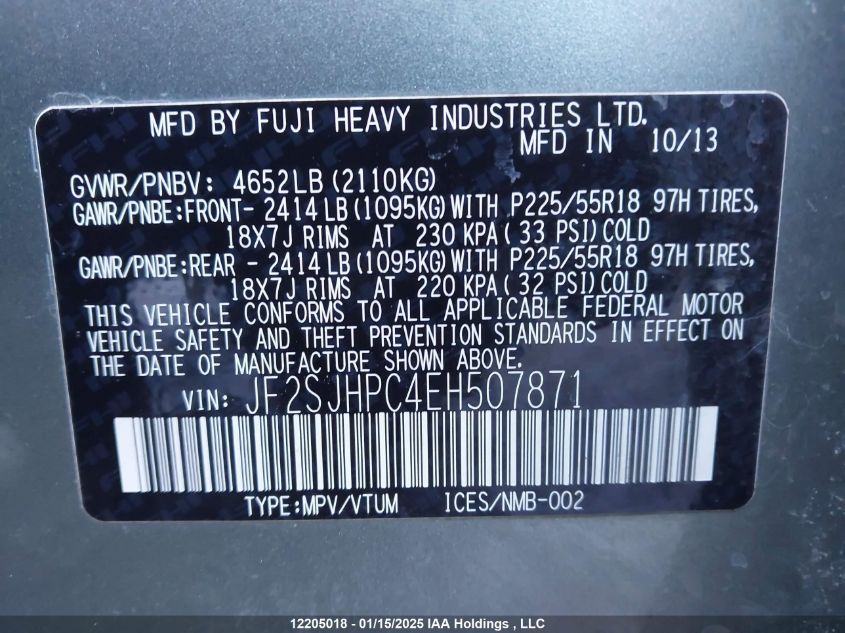 MFD BY FUJI HEAVY INDUSTRIES LTD.
MFD IN 10/13
GVWR/PNBV: 4652LB (2110KG)
GAWR/PNBE:FRONT- 2414 LB (1095KG) WITH P225/55R18 97H TIRES,
18X7J RIMS AT 230 KPA ( 33 PSI) COLD
GAWR/PNBE:REAR - 2414 LB (1095KG) WITH P225/55R18 97H TIRES,
18X7J RIMS AT 220 KPA ( 32 PSI) COLD
THIS VEHICLE CONFORMS TO ALL APPLICABLE FEDERAL MOTOR
VEHICLE SAFETY AND THEFT PREVENTION STANDARDS IN EFFECT ON
THE DATE OF MANUFACTURE SHOWN ABOVE.
VIN: JF2SJHPC4EH507871
TYPE:MPV/VTUM ICES/NMB-002
12205018 - 01/15/2025 IAA Holdings , LLC